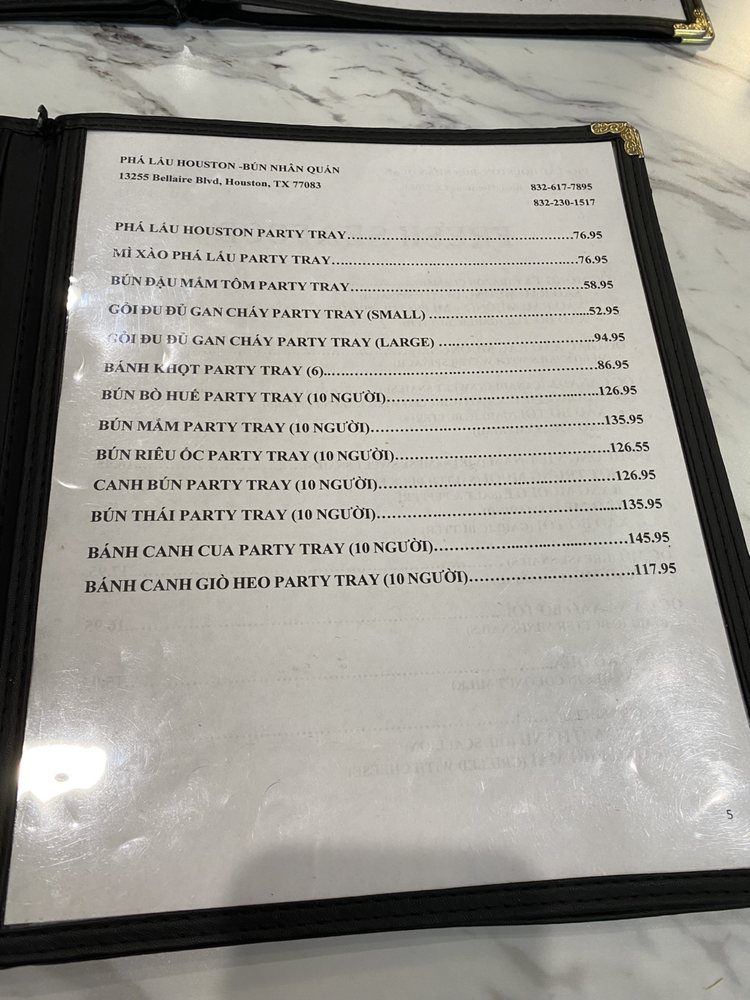 PHÁ LÁU HOUSTON -BÚN NHÂN QUÁN
13255 Bellaire Blvd, Houston, TX 77083
832-617-7895
832-230-1517
PHÁ LÁU HOUSTON PARTY TRAY...............................................76.95
MÌ XÀO PHÁ LÁU PARTY TRAY...................................................76.95
BÚN ĐẬU MẮM TÔM PARTY TRAY................................................58.95
GỎI ĐU ĐỦ GAN CHÁY PARTY TRAY (SMALL) ................................52.95
GỎI ĐU ĐỦ GAN CHÁY PARTY TRAY (LARGE) ................................94.95
BÁNH KHỌT PARTY TRAY (6).......................................................86.95
BÚN BÒ HUẾ PARTY TRAY (10 NGƯỜI)...........................................126.95
BÚN MẮM PARTY TRAY (10 NGƯỜI)..............................................135.95
BÚN RIÊU ỐC PARTY TRAY (10 NGƯỜI)..........................................126.55
CANH BÚN PARTY TRAY (10 NGƯỜI)..............................................126.95
BÚN THÁI PARTY TRAY (10 NGƯỜI)..............................................135.95
BÁNH CANH CUA PARTY TRAY (10 NGƯỜI).....................................145.95
BÁNH CANH GIÒ HEO PARTY TRAY (10 NGƯỜI)...............................117.95
5